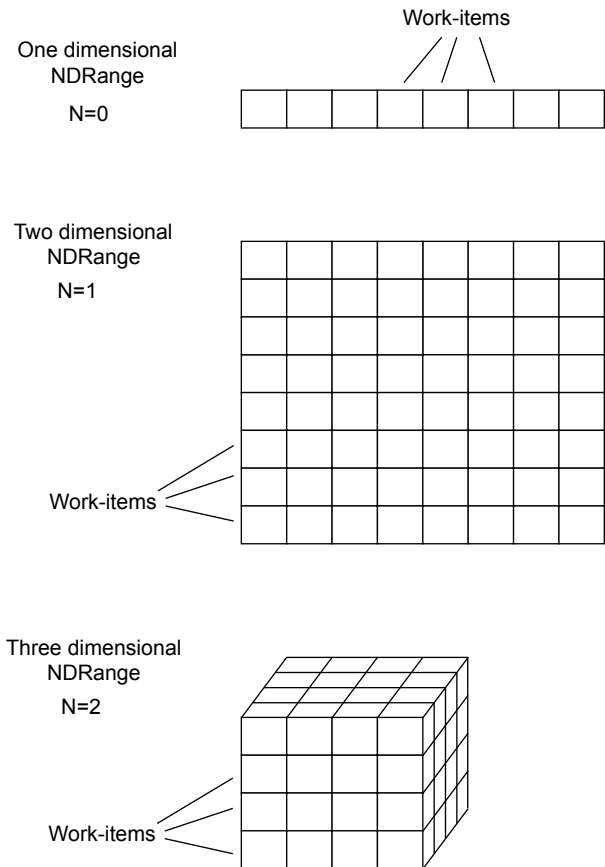 Work-items
One dimensional
NDRange
N=0
Two dimensional
NDRange
N=1
Work-items
Three dimensional
NDRange
N=2
Work-items